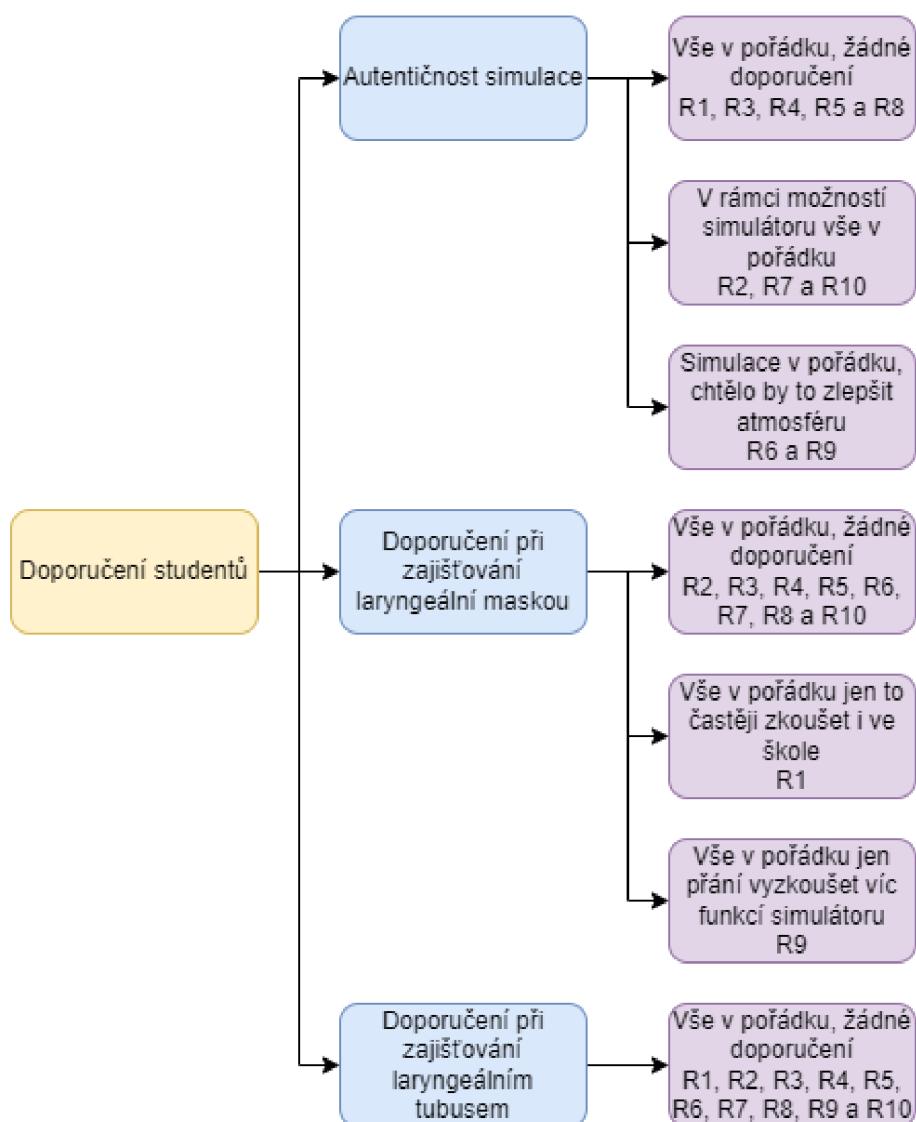 Autentičnost simulace
Vše v pořádku, žádné
doporučení
R1, R3, R4, R5 a R8
V rámci možností
simulátoru vše v
pořádku
R2, R7 a R10
Simulace v pořádku,
chtělo by to zlepšit
atmosféru
R6 a R9
Doporučení studentů
Doporučení při
zajišťování
laryngeální maskou
Vše v pořádku, žádné
doporučení
R2, R3, R4, R5, R6,
R7, R8 a R10
Vše v pořádku jen to
častěji zkoušet i ve
škole
R1
Vše v pořádku jen
přání vyzkoušet víc
funkcí simulátoru
R9
Doporučení při
zajišťování
laryngeálním
tubusem
Vše v pořádku, žádné
doporučení
R1, R2, R3, R4, R5,
R6, R7, R8, R9 a R10